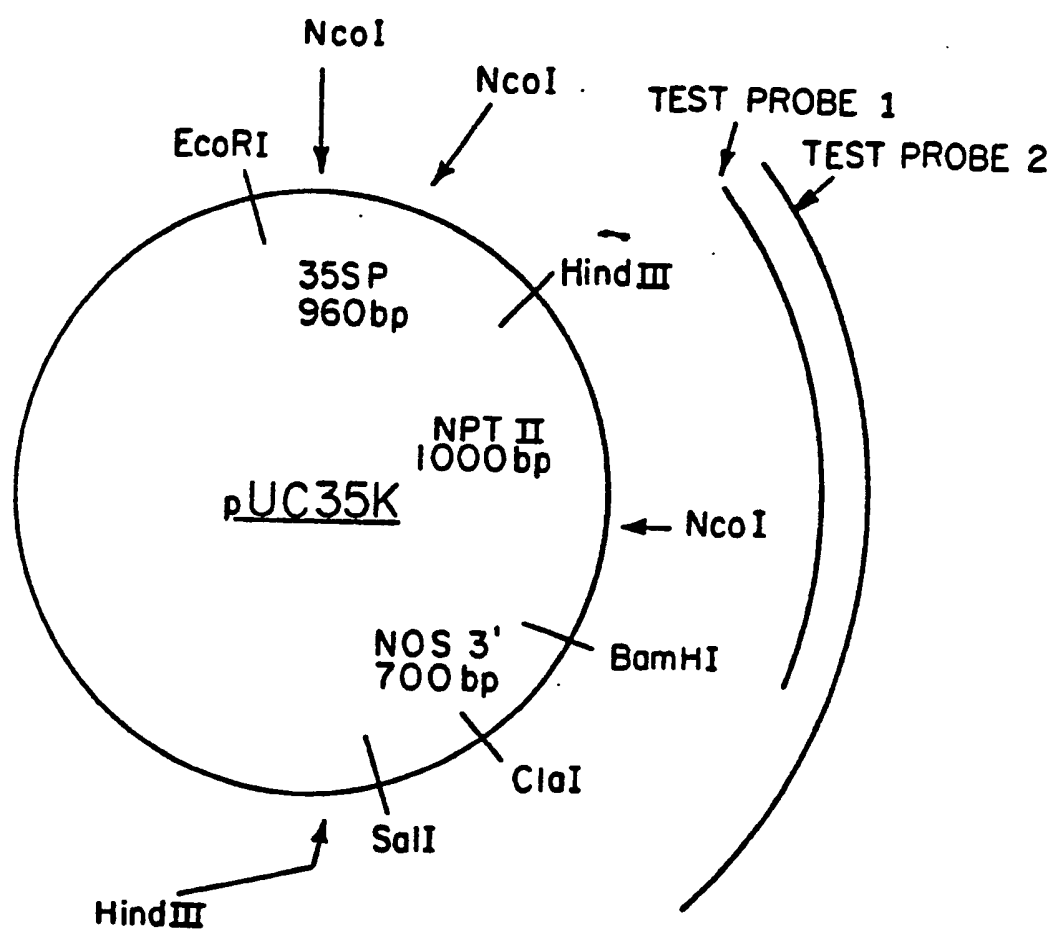 NcoI
NcoI
TEST PROBE 1
EcoRI
TEST PROBE 2
35SP
960bp
HindIII
NPT II
1000bp
pUC35K
NcoI
NOS 3'
700bp
BamHI
ClaI
SalI
HindIII